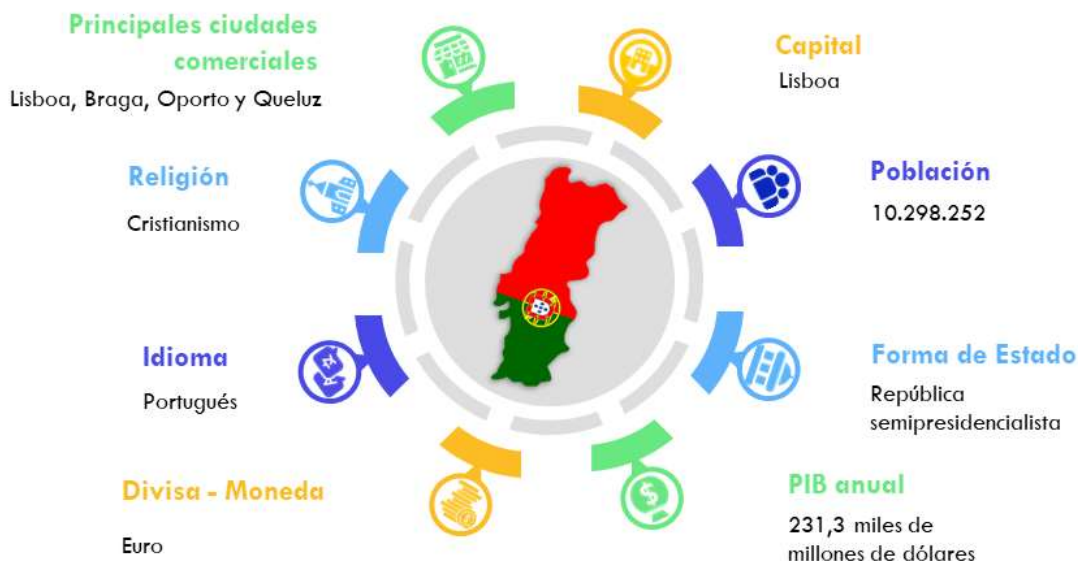 Principales ciudades
comerciales
Lisboa, Braga, Oporto y Queluz
Capital
Lisboa
Religión
Cristianismo
Población
10.298.252
Idioma
Portugués
Forma de Estado
República
semipresidencialista
Divisa - Moneda
Euro
PIB anual
231,3 miles de
millones de dólares